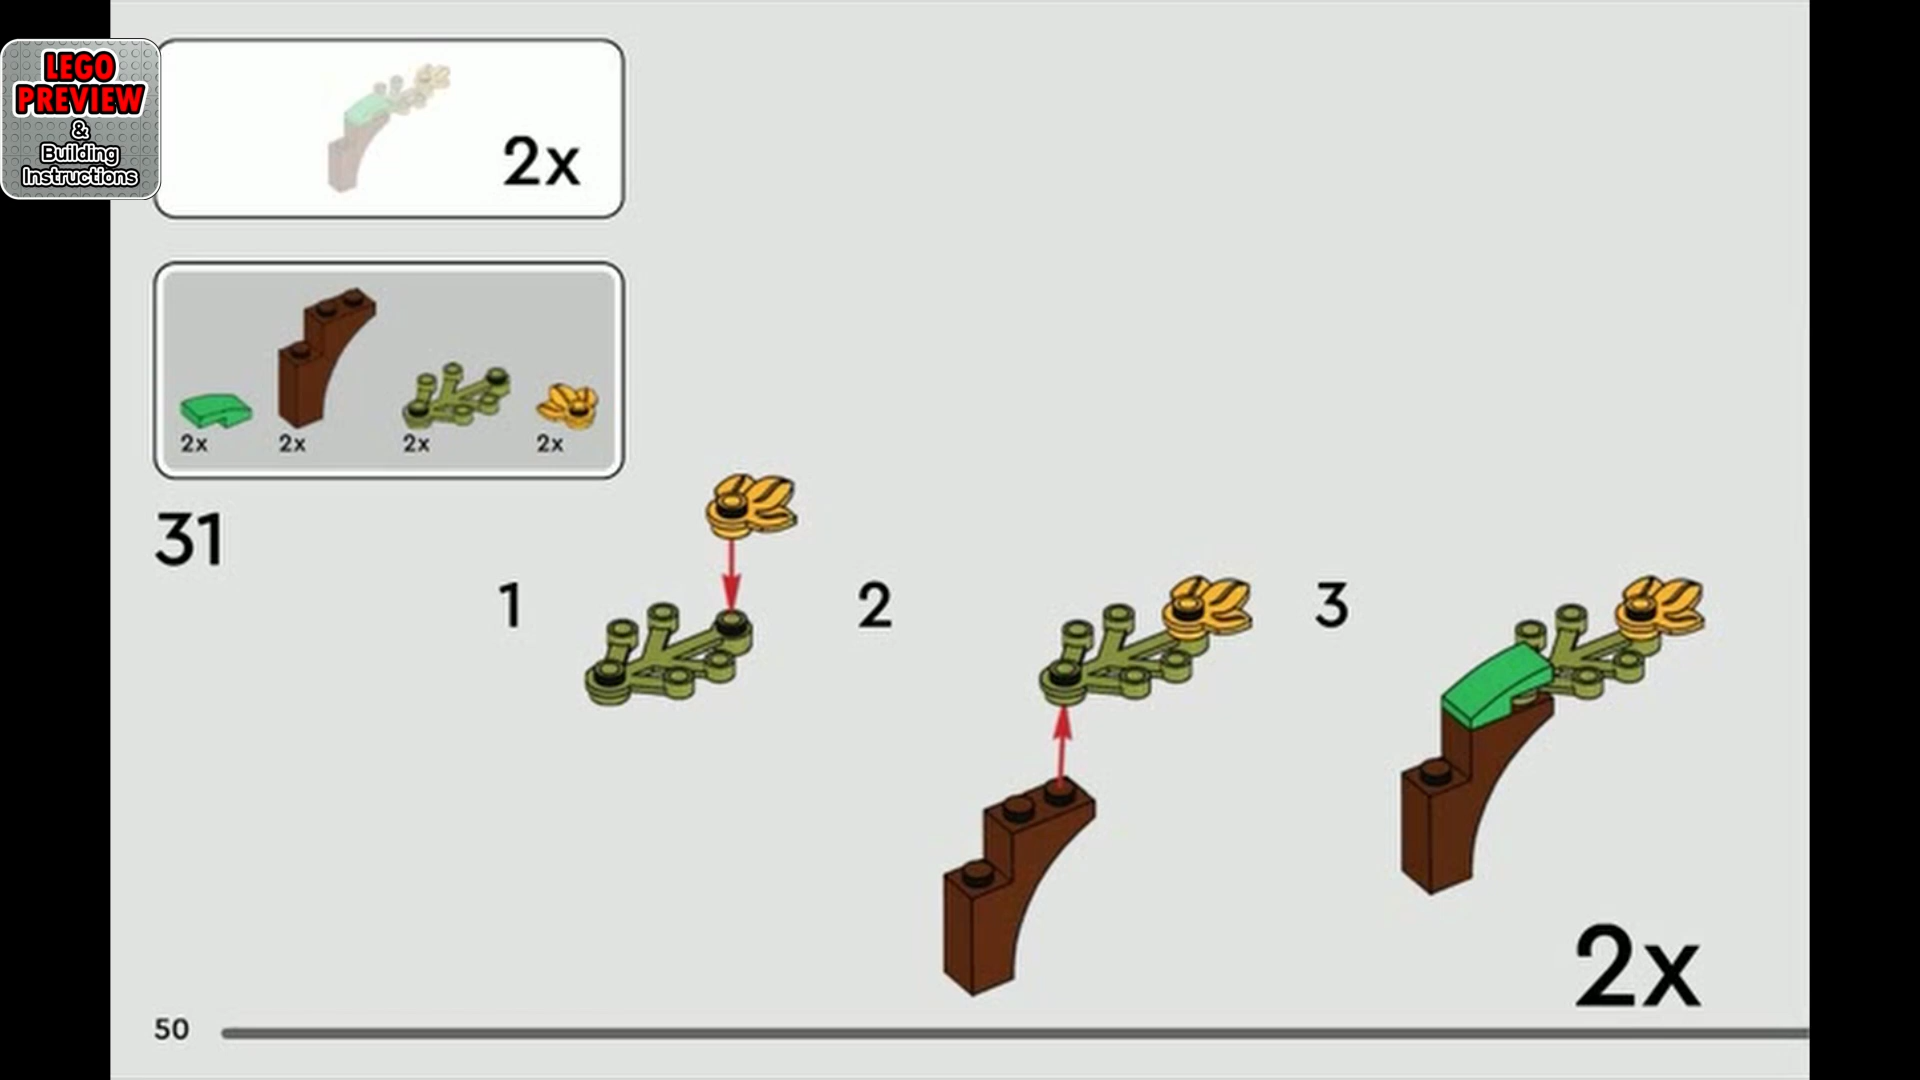 LEGO
PREVIEW
&
Building
Instructions
2x
2x 2x 2x 2x
31
1 2 3
2x
50